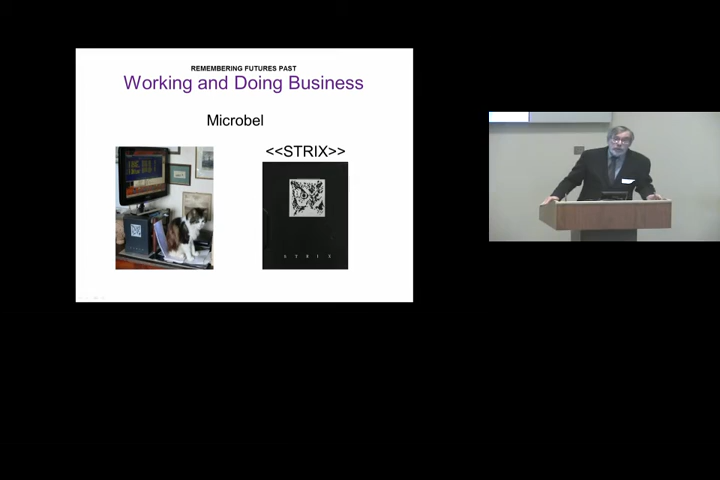 REMEMBERING FUTURES PAST
Working and Doing Business
Microbel
<<STRIX>>
S T R I X